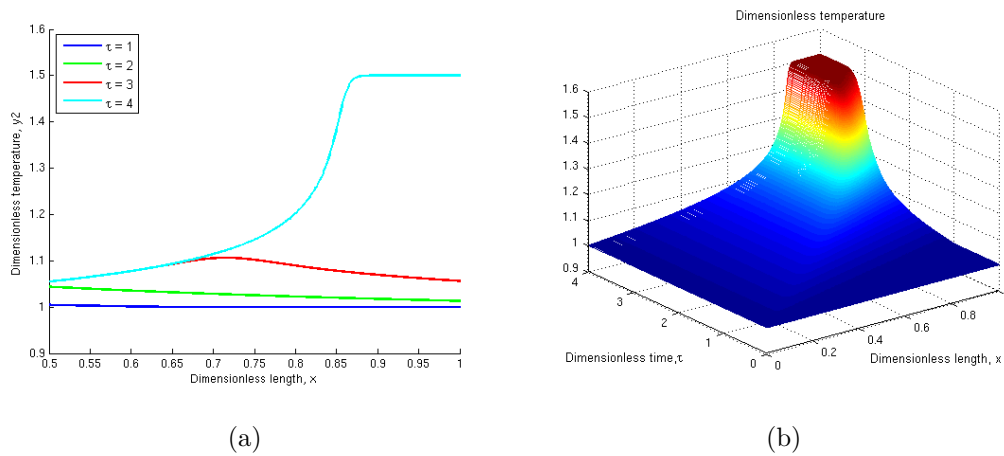 1.6
1.5
1.4
1.3
1.2
1.1
1
0.9
Dimensionless temperature, y2
τ = 1
τ = 2
τ = 3
τ = 4
0.5 0.55 0.6 0.65 0.7 0.75 0.8 0.85 0.9 0.95 1
Dimensionless length, x
(a)
Dimensionless temperature
1.6
1.5
1.4
1.3
1.2
1.1
1
0.9
4
3
2
1
0
Dimensionless time,τ
0
0.2
0.4
0.6
0.8
Dimensionless length, x
(b)